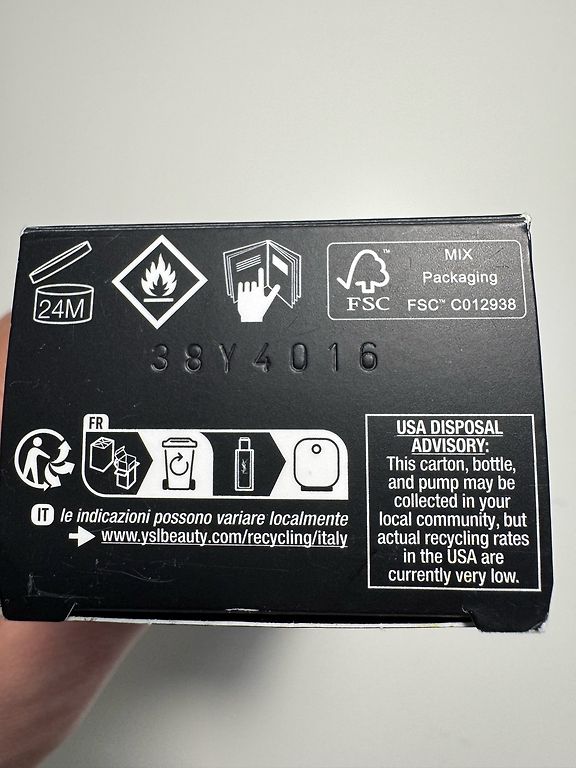 24M
FSC™
MIX
Packaging
FSC™ C012938
38Y4016
FR
IT le indicazioni possono variare localmente
www.yslbeauty.com/recycling/italy
USA DISPOSAL
ADVISORY:
This carton, bottle,
and pump may be
collected in your
local community, but
actual recycling rates
in the USA are
currently very low.